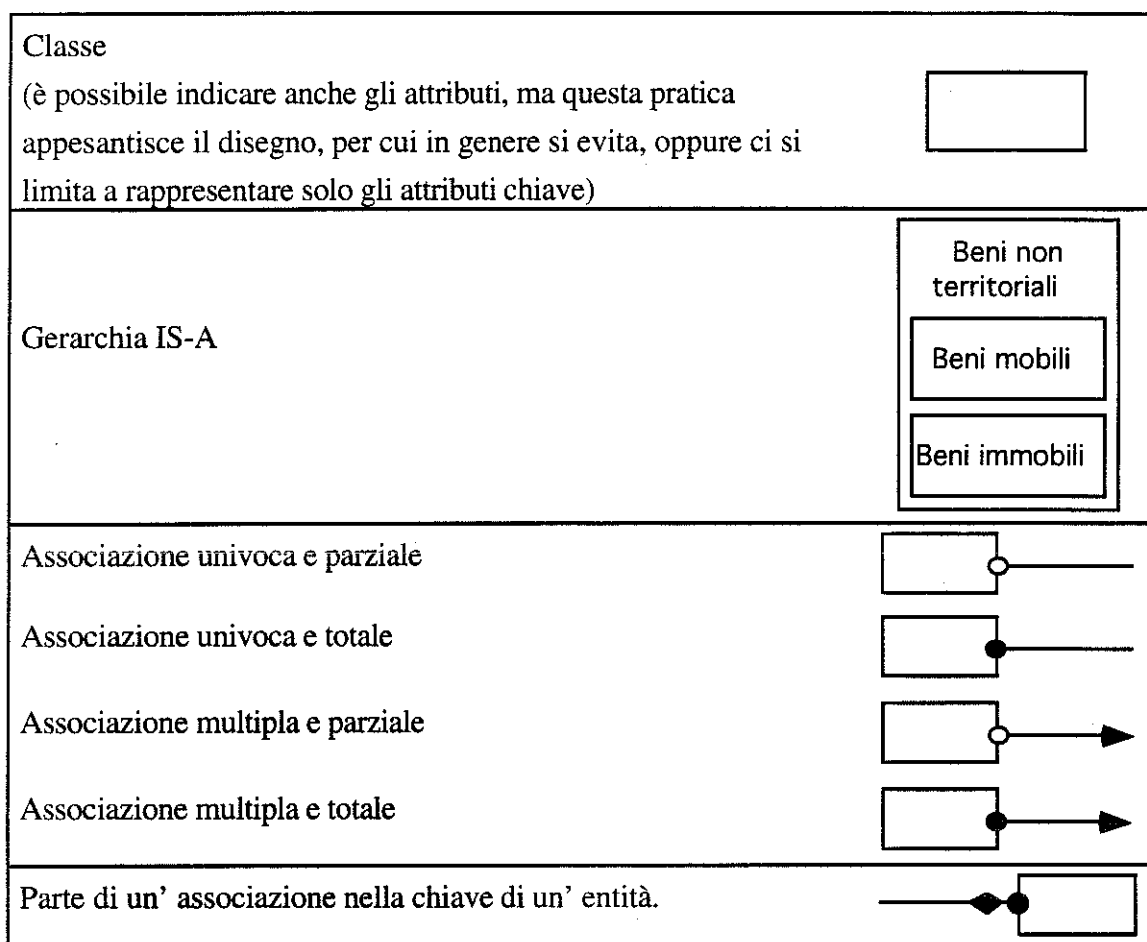 Classe
(è possibile indicare anche gli attributi, ma questa pratica
appesantisce il disegno, per cui in genere si evita, oppure ci si
limita a rappresentare solo gli attributi chiave)
Gerarchia IS-A
Beni non
territoriali
Beni mobili
Beni immobili
Associazione univoca e parziale
Associazione univoca e totale
Associazione multipla e parziale
Associazione multipla e totale
Parte di un' associazione nella chiave di un' entità.